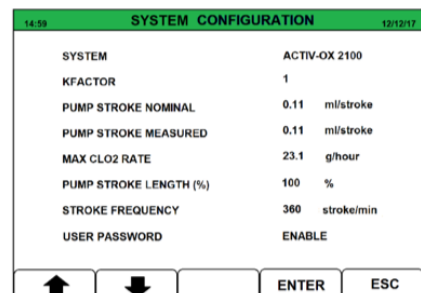 14:59 SYSTEM CONFIGURATION 12/12/17
SYSTEM ACTIV-OX 2100
KFACTOR 1
PUMP STROKE NOMINAL 0.11 ml/stroke
PUMP STROKE MEASURED 0.11 ml/stroke
MAX CLO2 RATE 23.1 g/hour
PUMP STROKE LENGTH (%) 100 %
STROKE FREQUENCY 360 stroke/min
USER PASSWORD ENABLE
ENTER ESC